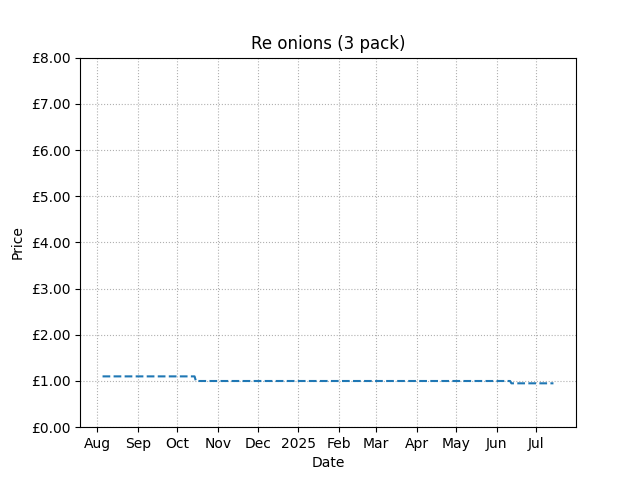 Re onions (3 pack)
£8.00
£7.00
£6.00
£5.00
£4.00
£3.00
£2.00
£1.00
£0.00
Price
Aug Sep Oct Nov Dec 2025 Feb Mar Apr May Jun Jul
Date